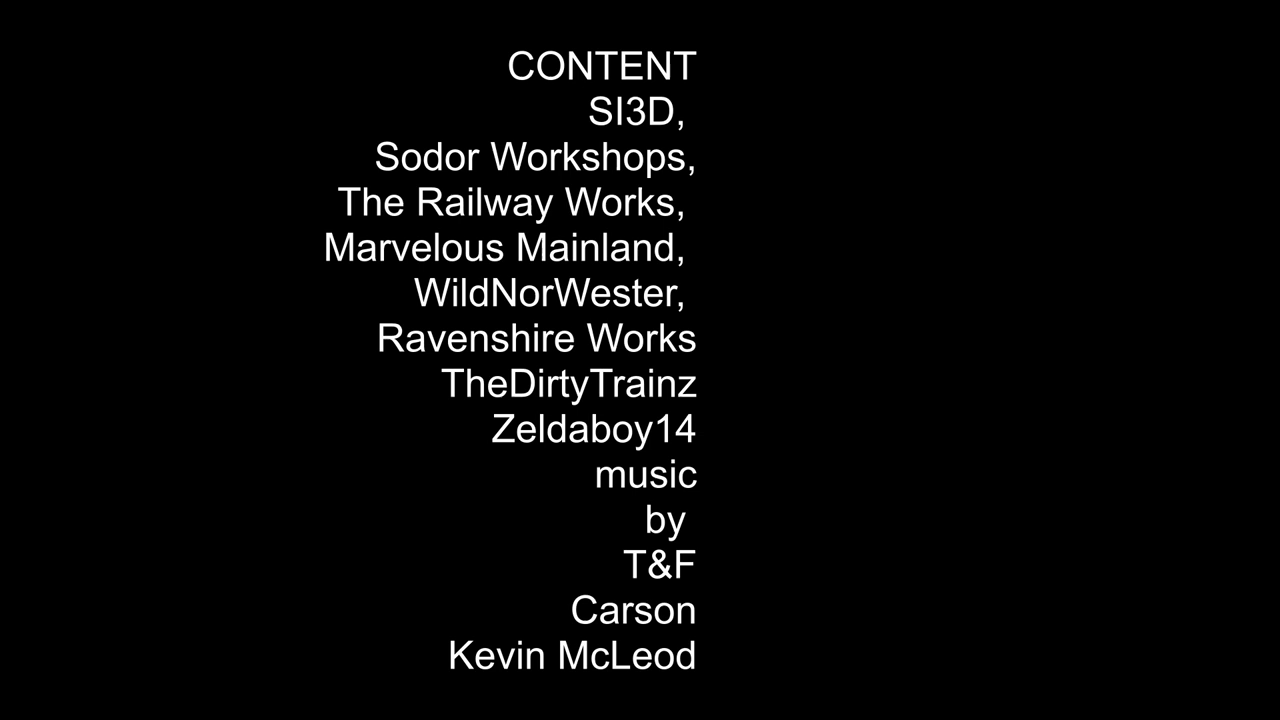 CONTENT
SI3D,
Sodor Workshops,
The Railway Works,
Marvelous Mainland,
WildNorWester,
Ravenshire Works
TheDirtyTrainz
Zeldaboy14
music
by
T&F
Carson
Kevin McLeod